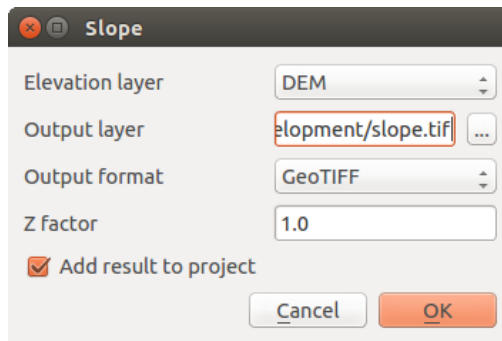 Slope
Elevation layer DEM
Output layer elopment/slope.tif ...
Output format GeoTIFF
Z factor 1.0
Add result to project
Cancel OK